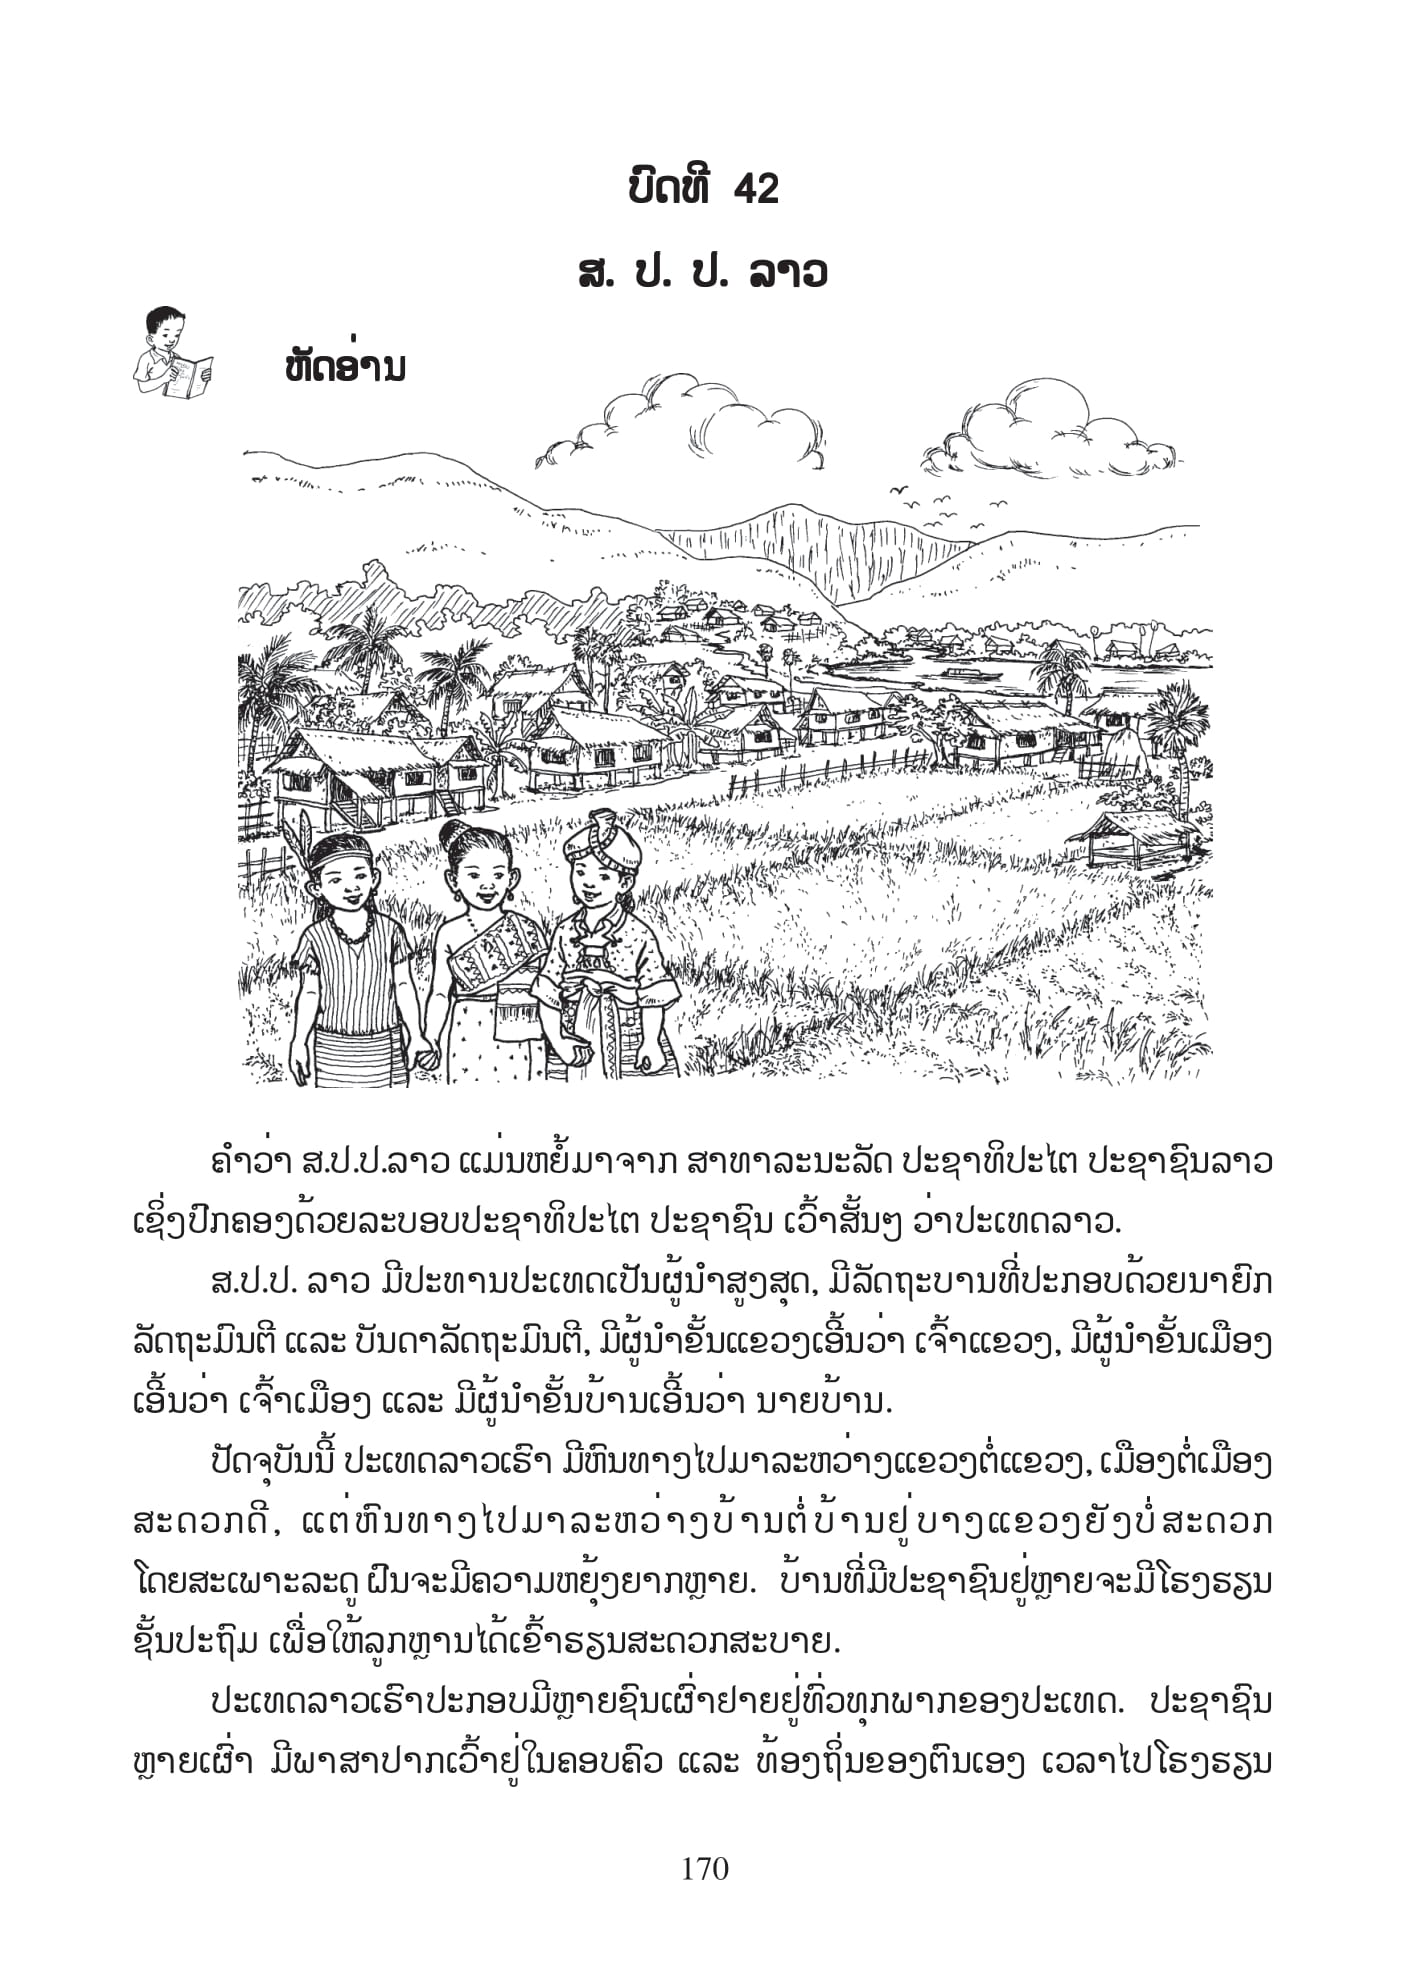 ບົດທີ 42
ສ. ປ. ປ. ລາວ
ຫັດອ່ານ
ຄຳວ່າ ສ.ປ.ປ.ລາວ ແມ່ນຫຍໍ້ມາຈາກ ສາທາລະນະລັດ ປະຊາທິປະໄຕ ປະຊາຊົນລາວ
ເຊິ່ງປົກຄອງດ້ວຍລະບອບປະຊາທິປະໄຕ ປະຊາຊົນ ເວົ້າສັ້ນໆ ວ່າປະເທດລາວ.
ສ.ປ.ປ. ລາວ ມີປະທານປະເທດເປັນຜູ້ນຳສູງສຸດ, ມີລັດຖະບານທີ່ປະກອບດ້ວຍນາຍົກ
ລັດຖະມົນຕີ ແລະ ບັນດາລັດຖະມົນຕີ, ມີຜູ້ນຳຂັ້ນແຂວງເອີ້ນວ່າ ເຈົ້າແຂວງ, ມີຜູ້ນຳຂັ້ນເມືອງ
ເອີ້ນວ່າ ເຈົ້າເມືອງ ແລະ ມີຜູ້ນຳຂັ້ນບ້ານເອີ້ນວ່າ ນາຍບ້ານ.
ປັດຈຸບັນນີ້ ປະເທດລາວເຮົາ ມີຫົນທາງໄປມາລະຫວ່າງແຂວງຕໍ່ແຂວງ, ເມືອງຕໍ່ເມືອງ
ສະດວກດີ, ແຕ່ຫົນທາງໄປມາລະຫວ່າງບ້ານຕໍ່ບ້ານຢູ່ບາງແຂວງຍັງບໍ່ສະດວກ
ໂດຍສະເພາະລະດູ ຝົນຈະມີຄວາມຫຍຸ້ງຍາກຫຼາຍ. ບ້ານທີ່ມີປະຊາຊົນຢູ່ຫຼາຍຈະມີໂຮງຮຽນ
ຊັ້ນປະຖົມ ເພື່ອໃຫ້ລູກຫຼານໄດ້ເຂົ້າຮຽນສະດວກສະບາຍ.
ປະເທດລາວເຮົາປະກອບມີຫຼາຍຊົນເຜົ່າຢາຍຢູ່ທົ່ວທຸກພາກຂອງປະເທດ. ປະຊາຊົນ
ຫຼາຍເຜົ່າ ມີພາສາປາກເວົ້າຢູ່ໃນຄອບຄົວ ແລະ ທ້ອງຖິ່ນຂອງຕົນເອງ ເວລາໄປໂຮງຮຽນ
170